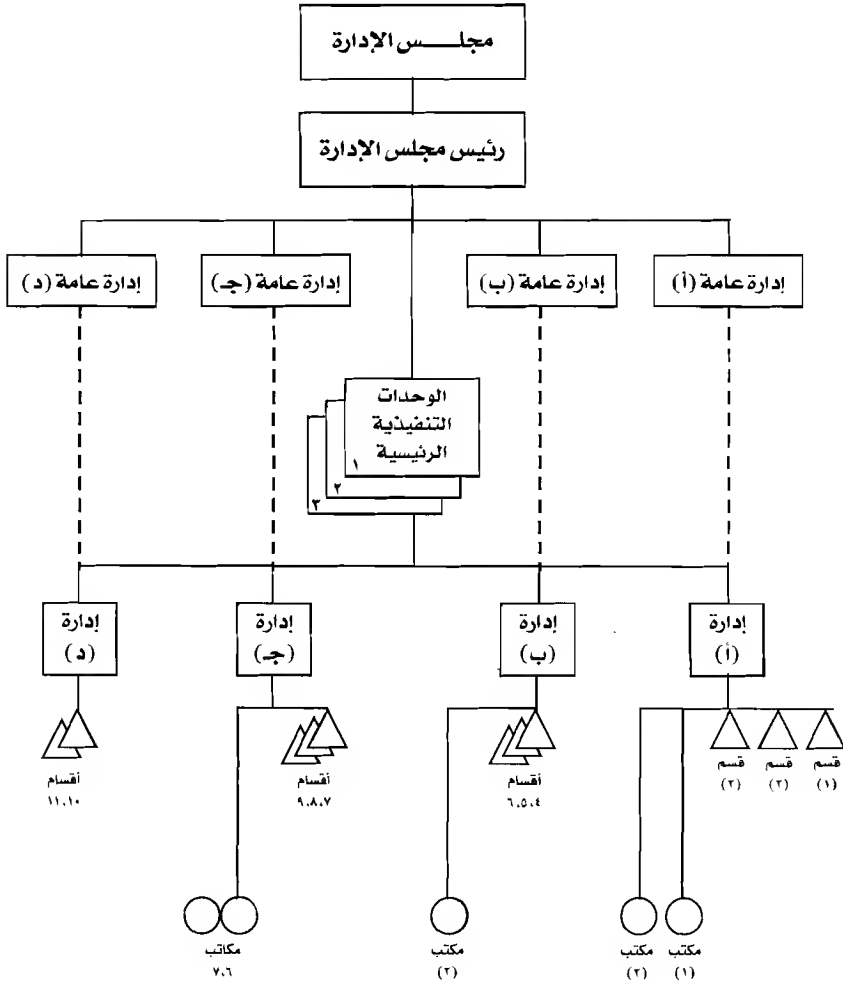 مجلـــــس الإدارة
رئيس مجلس الإدارة
إدارة عامة (أ)
إدارة عامة (ب)
إدارة عامة (جـ)
إدارة عامة (د)
الوحدات
التنفيذية
الرئيسية
١
٢
٣
إدارة
(أ)
إدارة
(ب)
إدارة
(جـ)
إدارة
(د)
قسم
(١)
قسم
(٢)
قسم
(٣)
أقسام
٦،٥،٤
أقسام
٩،٨،٧
أقسام
١١،١٠
مكتب
(١)
مكتب
(٢)
مكتب
(٣)
مكاتب
٧،٦